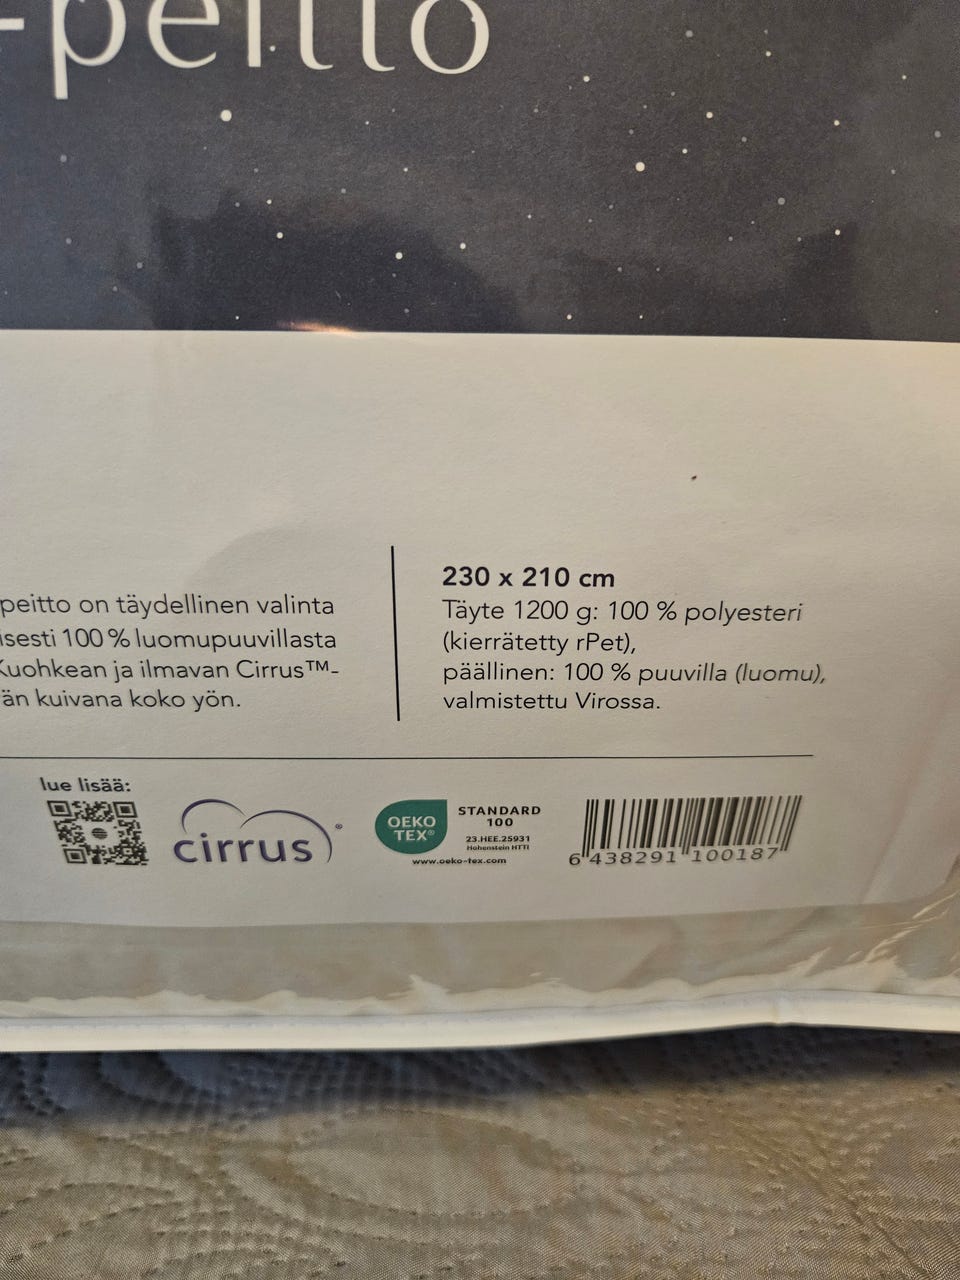 -peitto
peitto on täydellinen valinta
isesti 100 % luomupuuvillasta
Kuohkean ja ilmavan Cirrus™-
än kuivana koko yön.
230 x 210 cm
Täyte 1200 g: 100 % polyesteri
(kierrätetty rPet),
päällinen: 100 % puuvilla (luomu),
valmistettu Virossa.
lue lisää:
cirrus®
OEKO
TEX®
STANDARD
100
23.HEE.25931
Hohenstein HTTI
www.oeko-tex.com
6 438291 100187